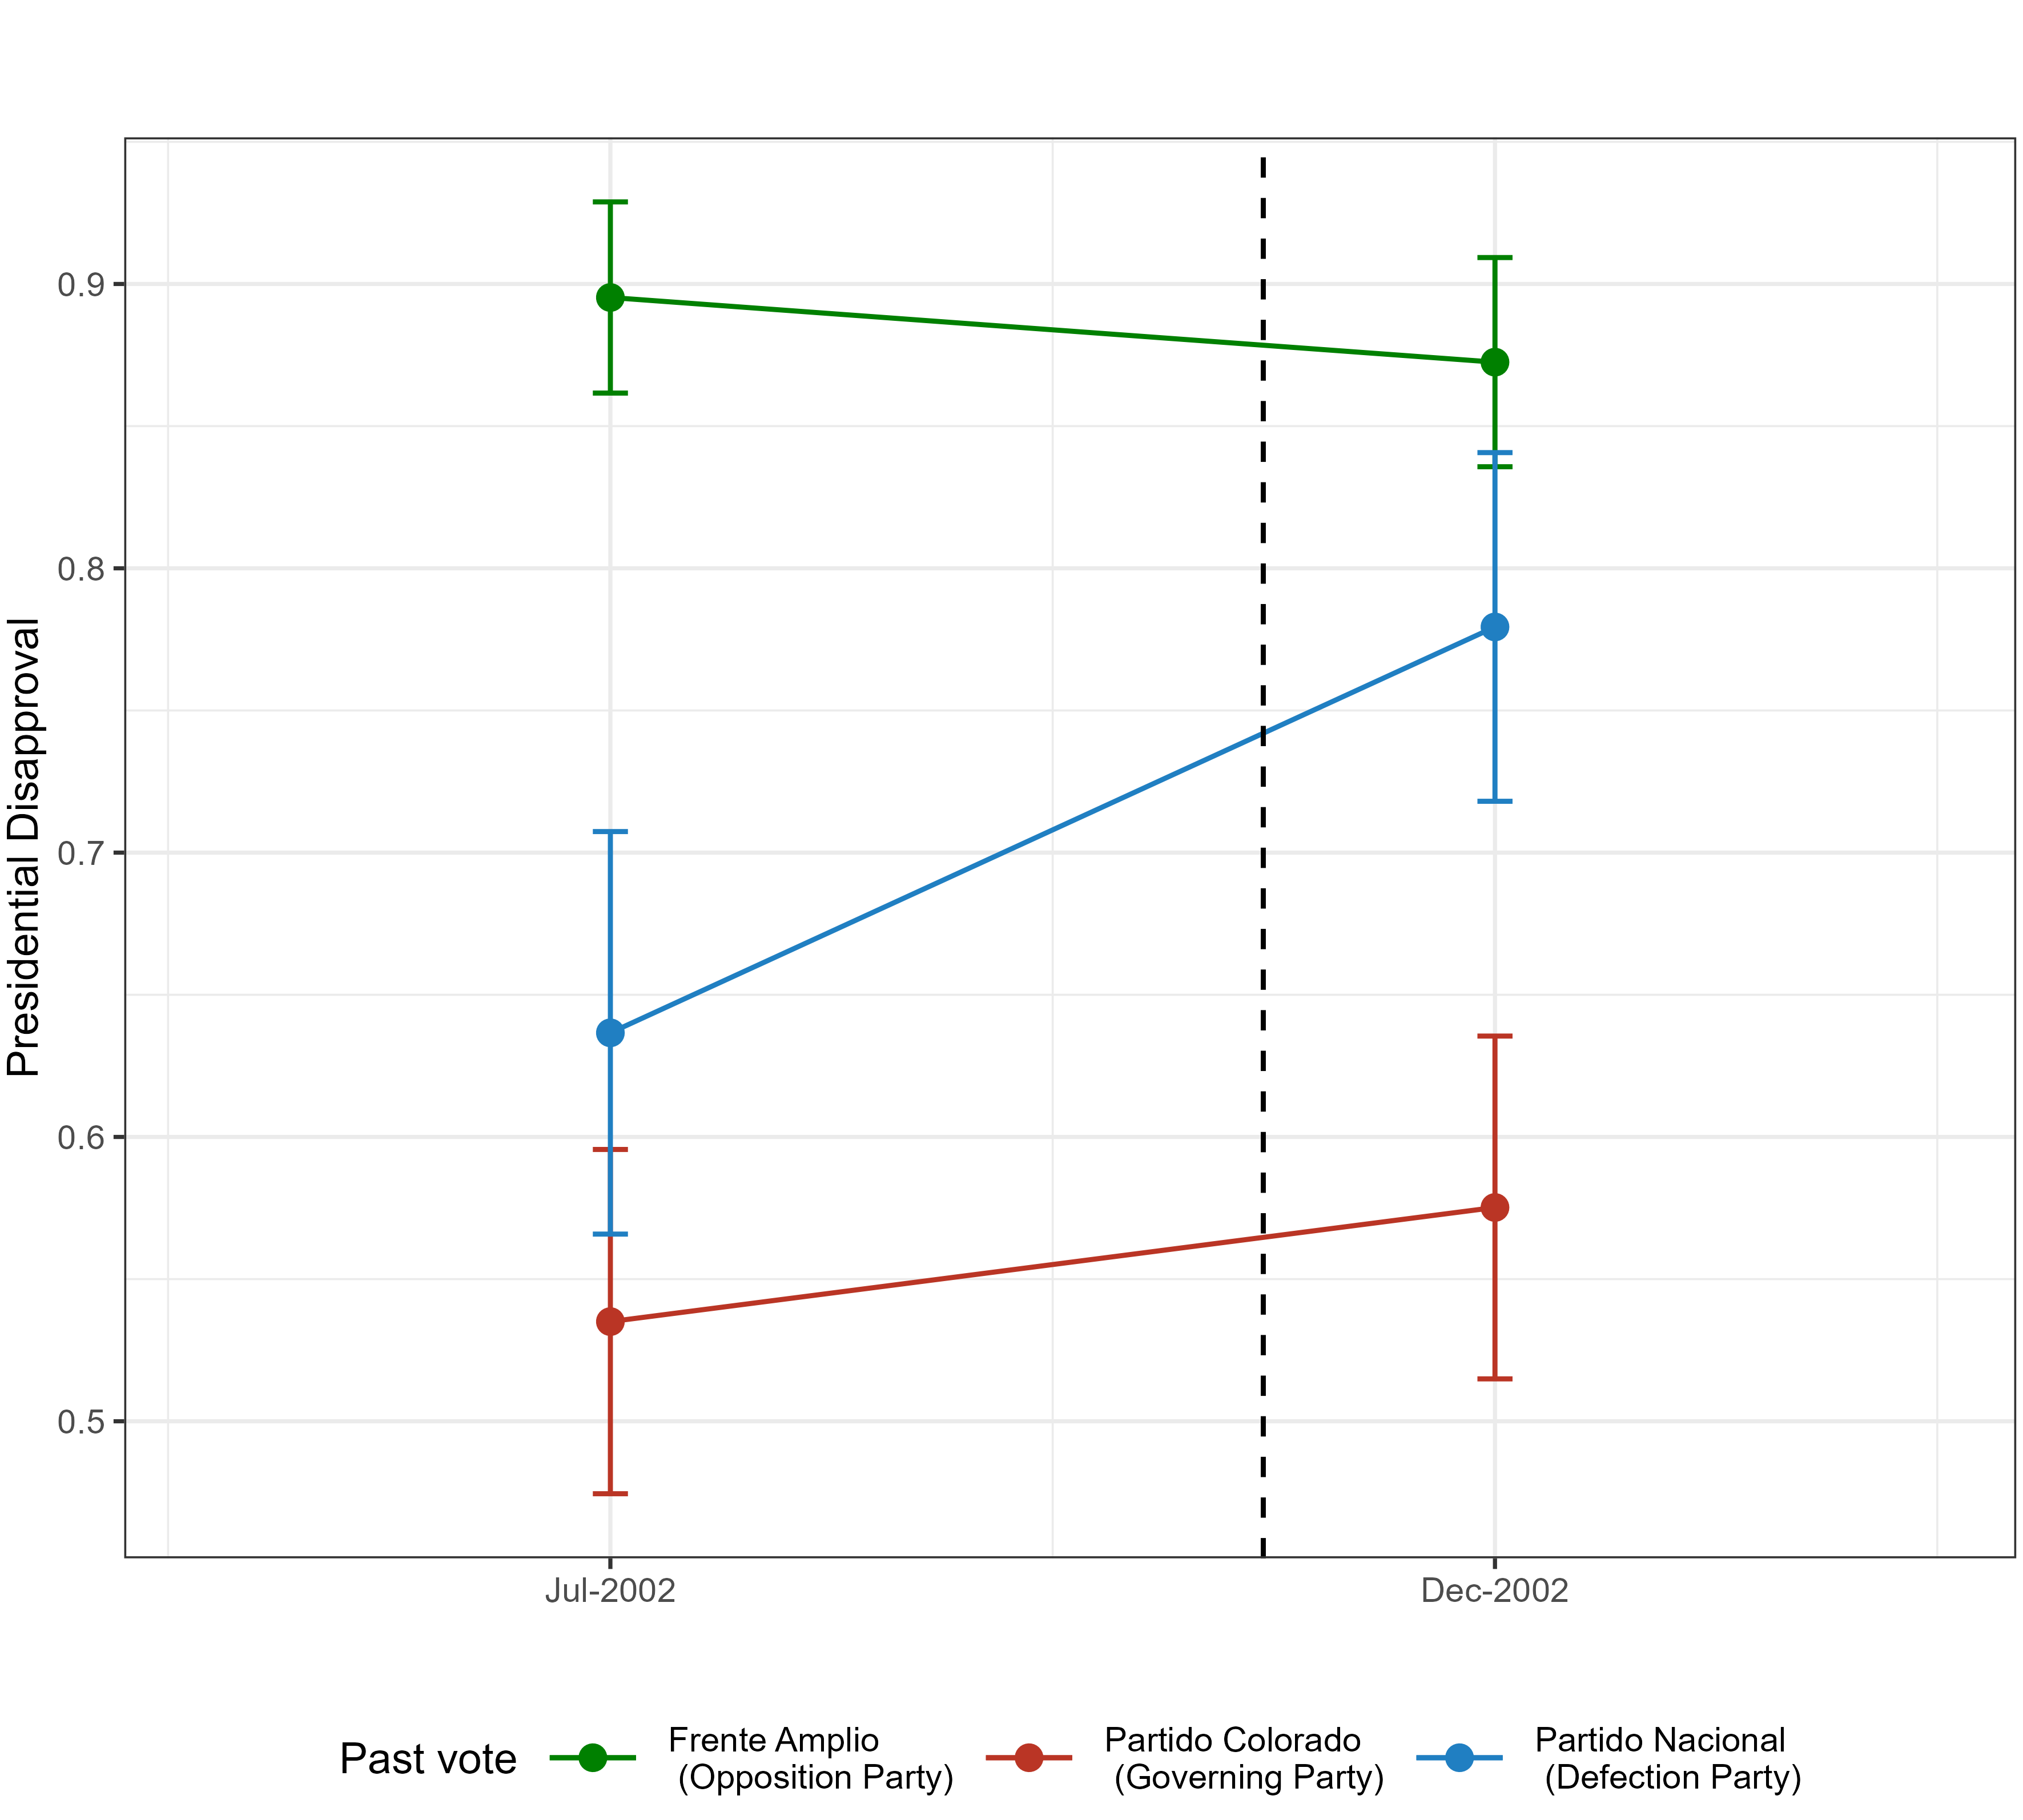 Presidential Disapproval
0.9
0.8
0.7
0.6
0.5
Jul-2002
Dec-2002
Past vote
Frente Amplio
(Opposition Party)
Partido Colorado
(Governing Party)
Partido Nacional
(Defection Party)